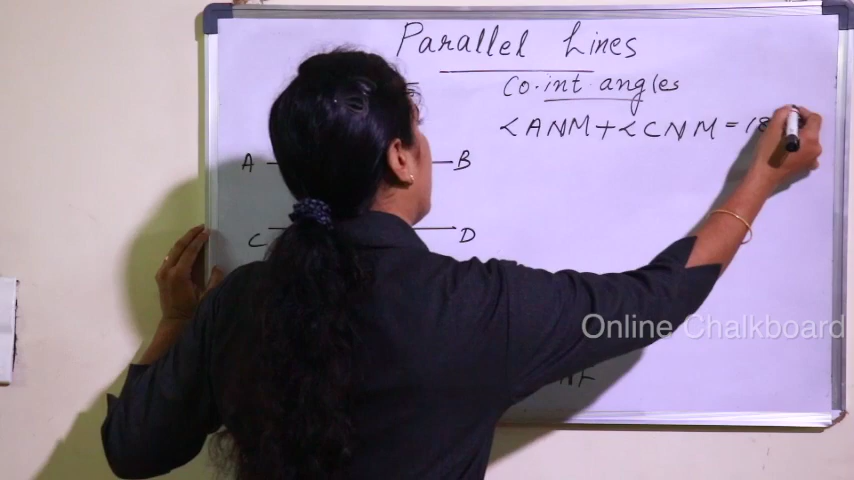 Parallel Lines
Co.int angles
<ANM+<CNM=18
A B
C D
Online Chalkboard